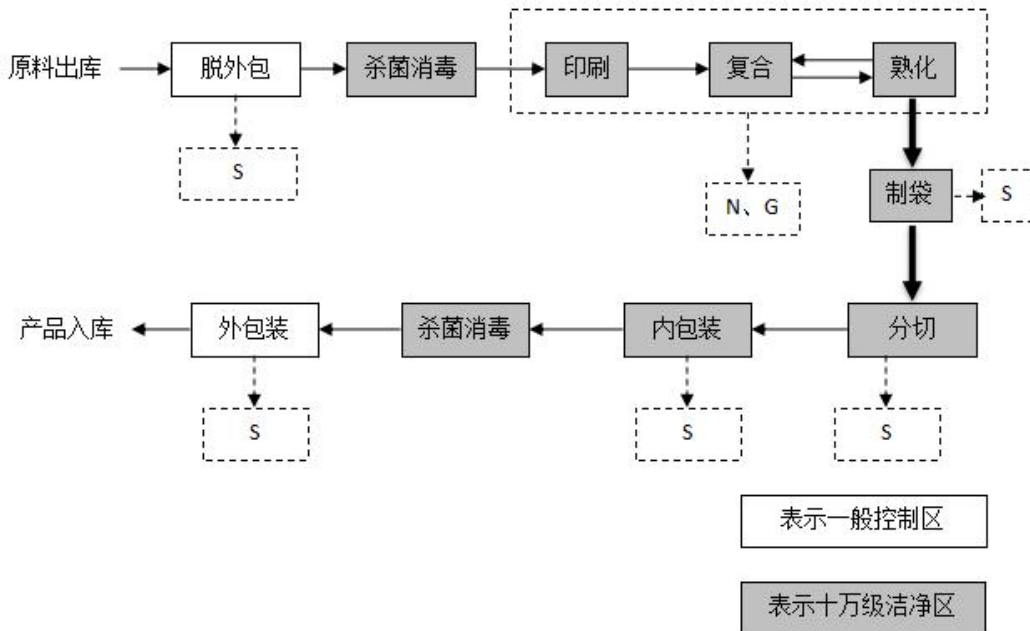 原料出库
脱外包
杀菌消毒
印刷
复合
熟化
S
N、G
制袋
S
产品入库
外包装
杀菌消毒
内包装
分切
S
S
S
表示一般控制区
表示十万级洁净区